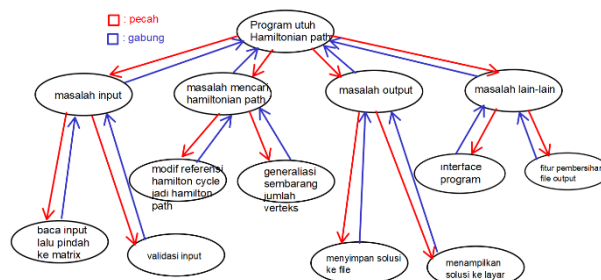 : pecah
: gabung
Program utuh
Hamiltonian path
masalah input
masalah mencari
hamiltonian path
masalah output
masalah lain-lain
modif referensi
hamilton cycle
jadi hamilton
path
generaliasi
sembarang
jumlah
verteks
interface
program
fitur pembersihan
file output
baca input
lalu pindah
ke matrix
validasi input
menyimpan solusi
ke file
menampilkan
solusi ke layar